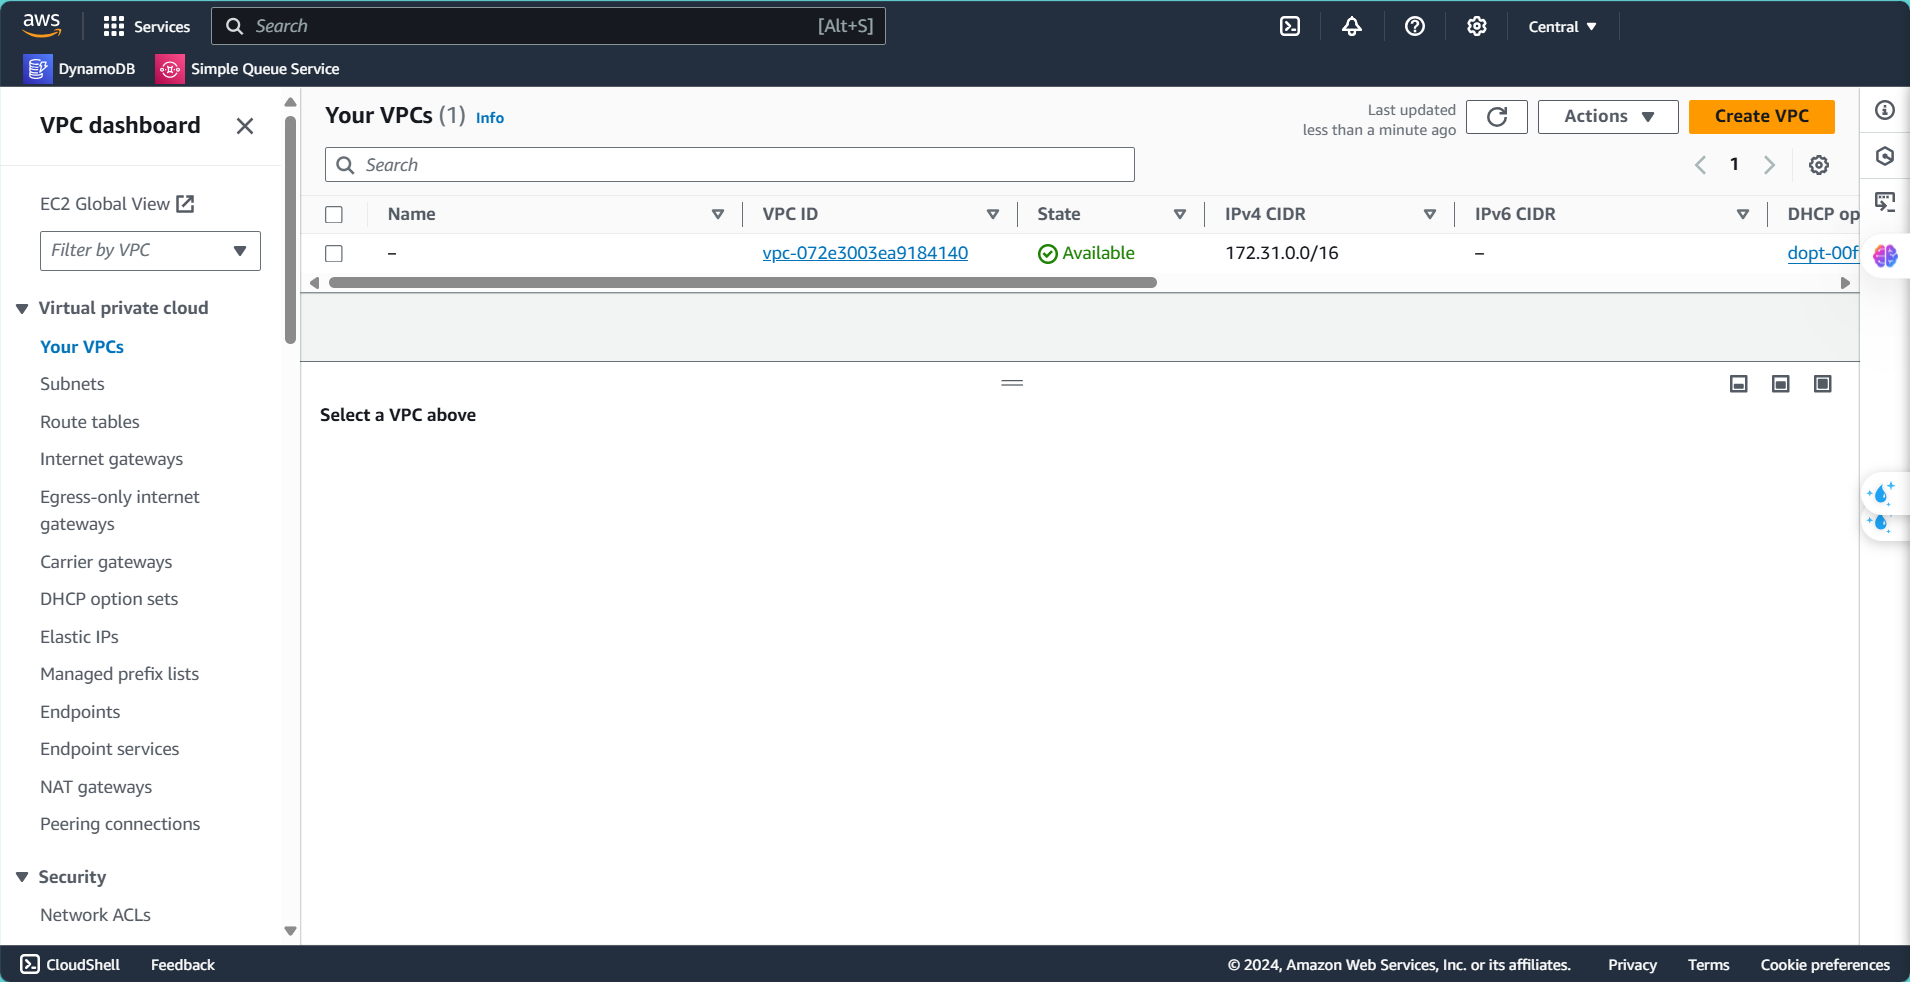 aws Services Search [Alt+S] Central
DynamoDB Simple Queue Service
VPC dashboard
EC2 Global View
Filter by VPC
Virtual private cloud
Your VPCs
Subnets
Route tables
Internet gateways
Egress-only internet
gateways
Carrier gateways
DHCP option sets
Elastic IPs
Managed prefix lists
Endpoints
Endpoint services
NAT gateways
Peering connections
Security
Network ACLs
Your VPCs (1) Info
Last updated
less than a minute ago
Actions
Create VPC
Search
1
Name VPC ID State IPv4 CIDR IPv6 CIDR DHCP op
– vpc-072e3003ea9184140 Available 172.31.0.0/16 – dopt-00f
Select a VPC above
CloudShell Feedback © 2024, Amazon Web Services, Inc. or its affiliates. Privacy Terms Cookie preferences